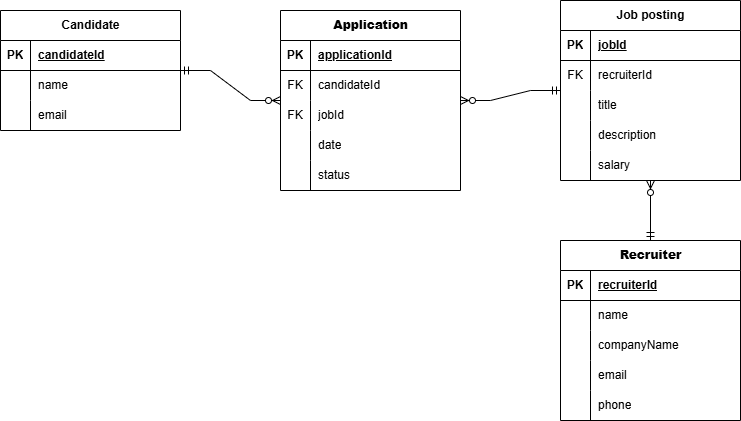 Candidate
PK candidateId
name
email
Application
PK applicationId
FK candidateId
FK jobId
date
status
Job posting
PK jobId
FK recruiterId
title
description
salary
Recruiter
PK recruiterId
name
companyName
email
phone